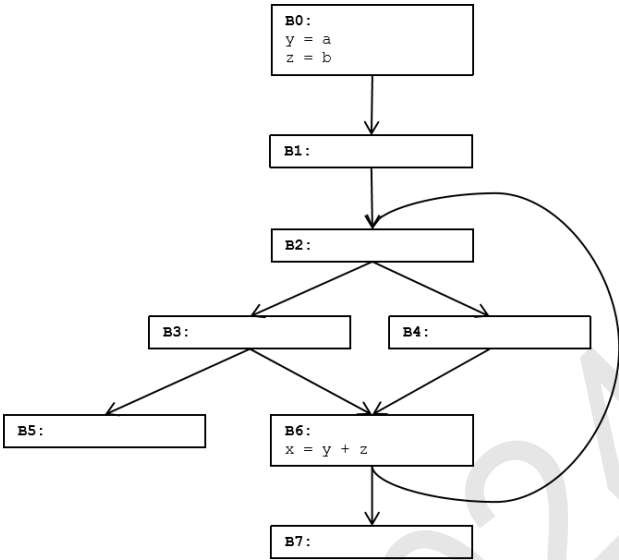 B0:
y = a
z = b
B1:
B2:
B3:
B4:
B5:
B6:
x = y + z
B7: